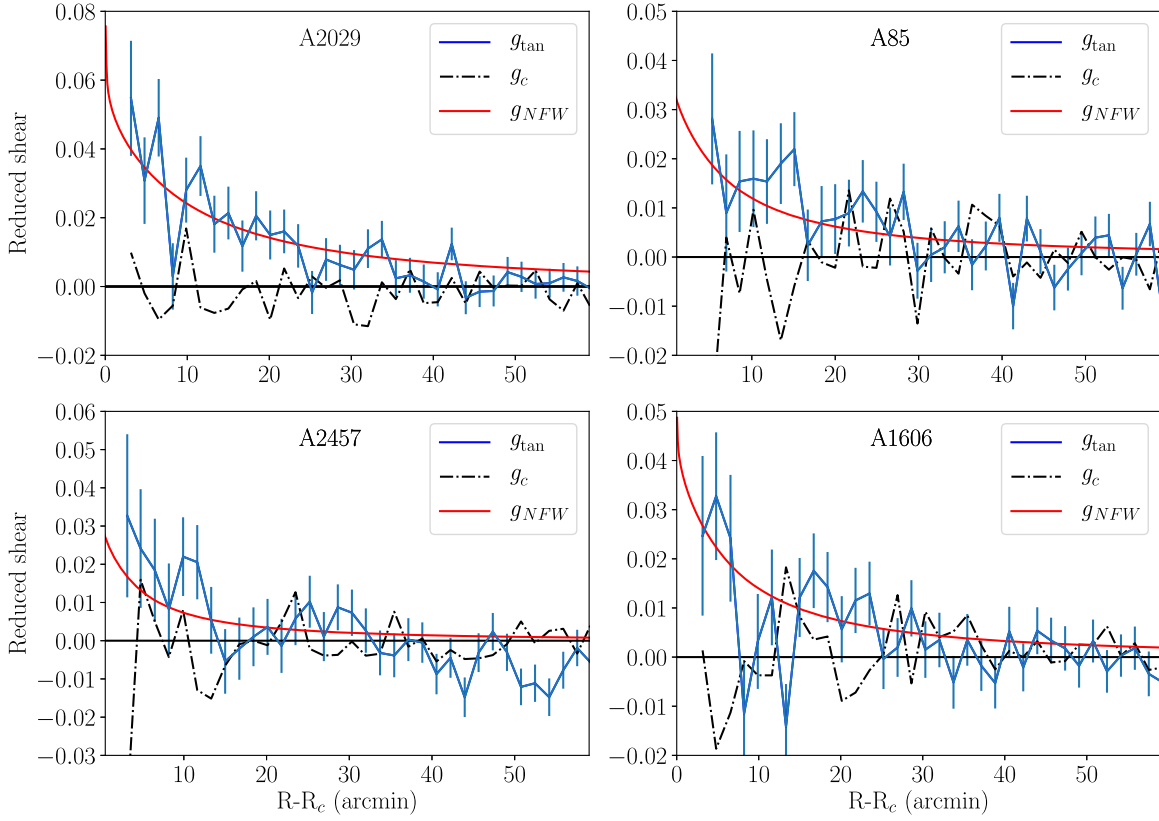 A2029
g_tan
g_c
g_NFW
Reduced shear
0.08
0.06
0.04
0.02
0.00
−0.02
0 10 20 30 40 50
A85
g_tan
g_c
g_NFW
0.05
0.04
0.03
0.02
0.01
0.00
−0.01
−0.02
10 20 30 40 50
A2457
g_tan
g_c
g_NFW
Reduced shear
0.06
0.05
0.04
0.03
0.02
0.01
0.00
−0.01
−0.02
−0.03
10 20 30 40 50
R-R_c (arcmin)
A1606
g_tan
g_c
g_NFW
0.05
0.04
0.03
0.02
0.01
0.00
−0.01
−0.02
0 10 20 30 40 50
R-R_c (arcmin)